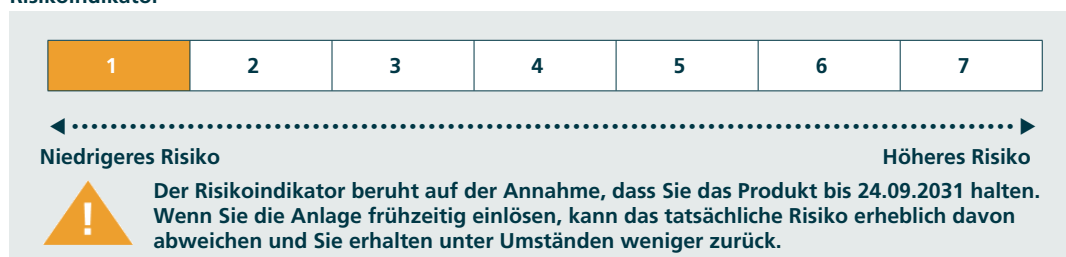 Risikoindikator
1 2 3 4 5 6 7
Niedrigeres Risiko Höheres Risiko
! Der Risikoindikator beruht auf der Annahme, dass Sie das Produkt bis 24.09.2031 halten.
Wenn Sie die Anlage frühzeitig einlösen, kann das tatsächliche Risiko erheblich davon
abweichen und Sie erhalten unter Umständen weniger zurück.